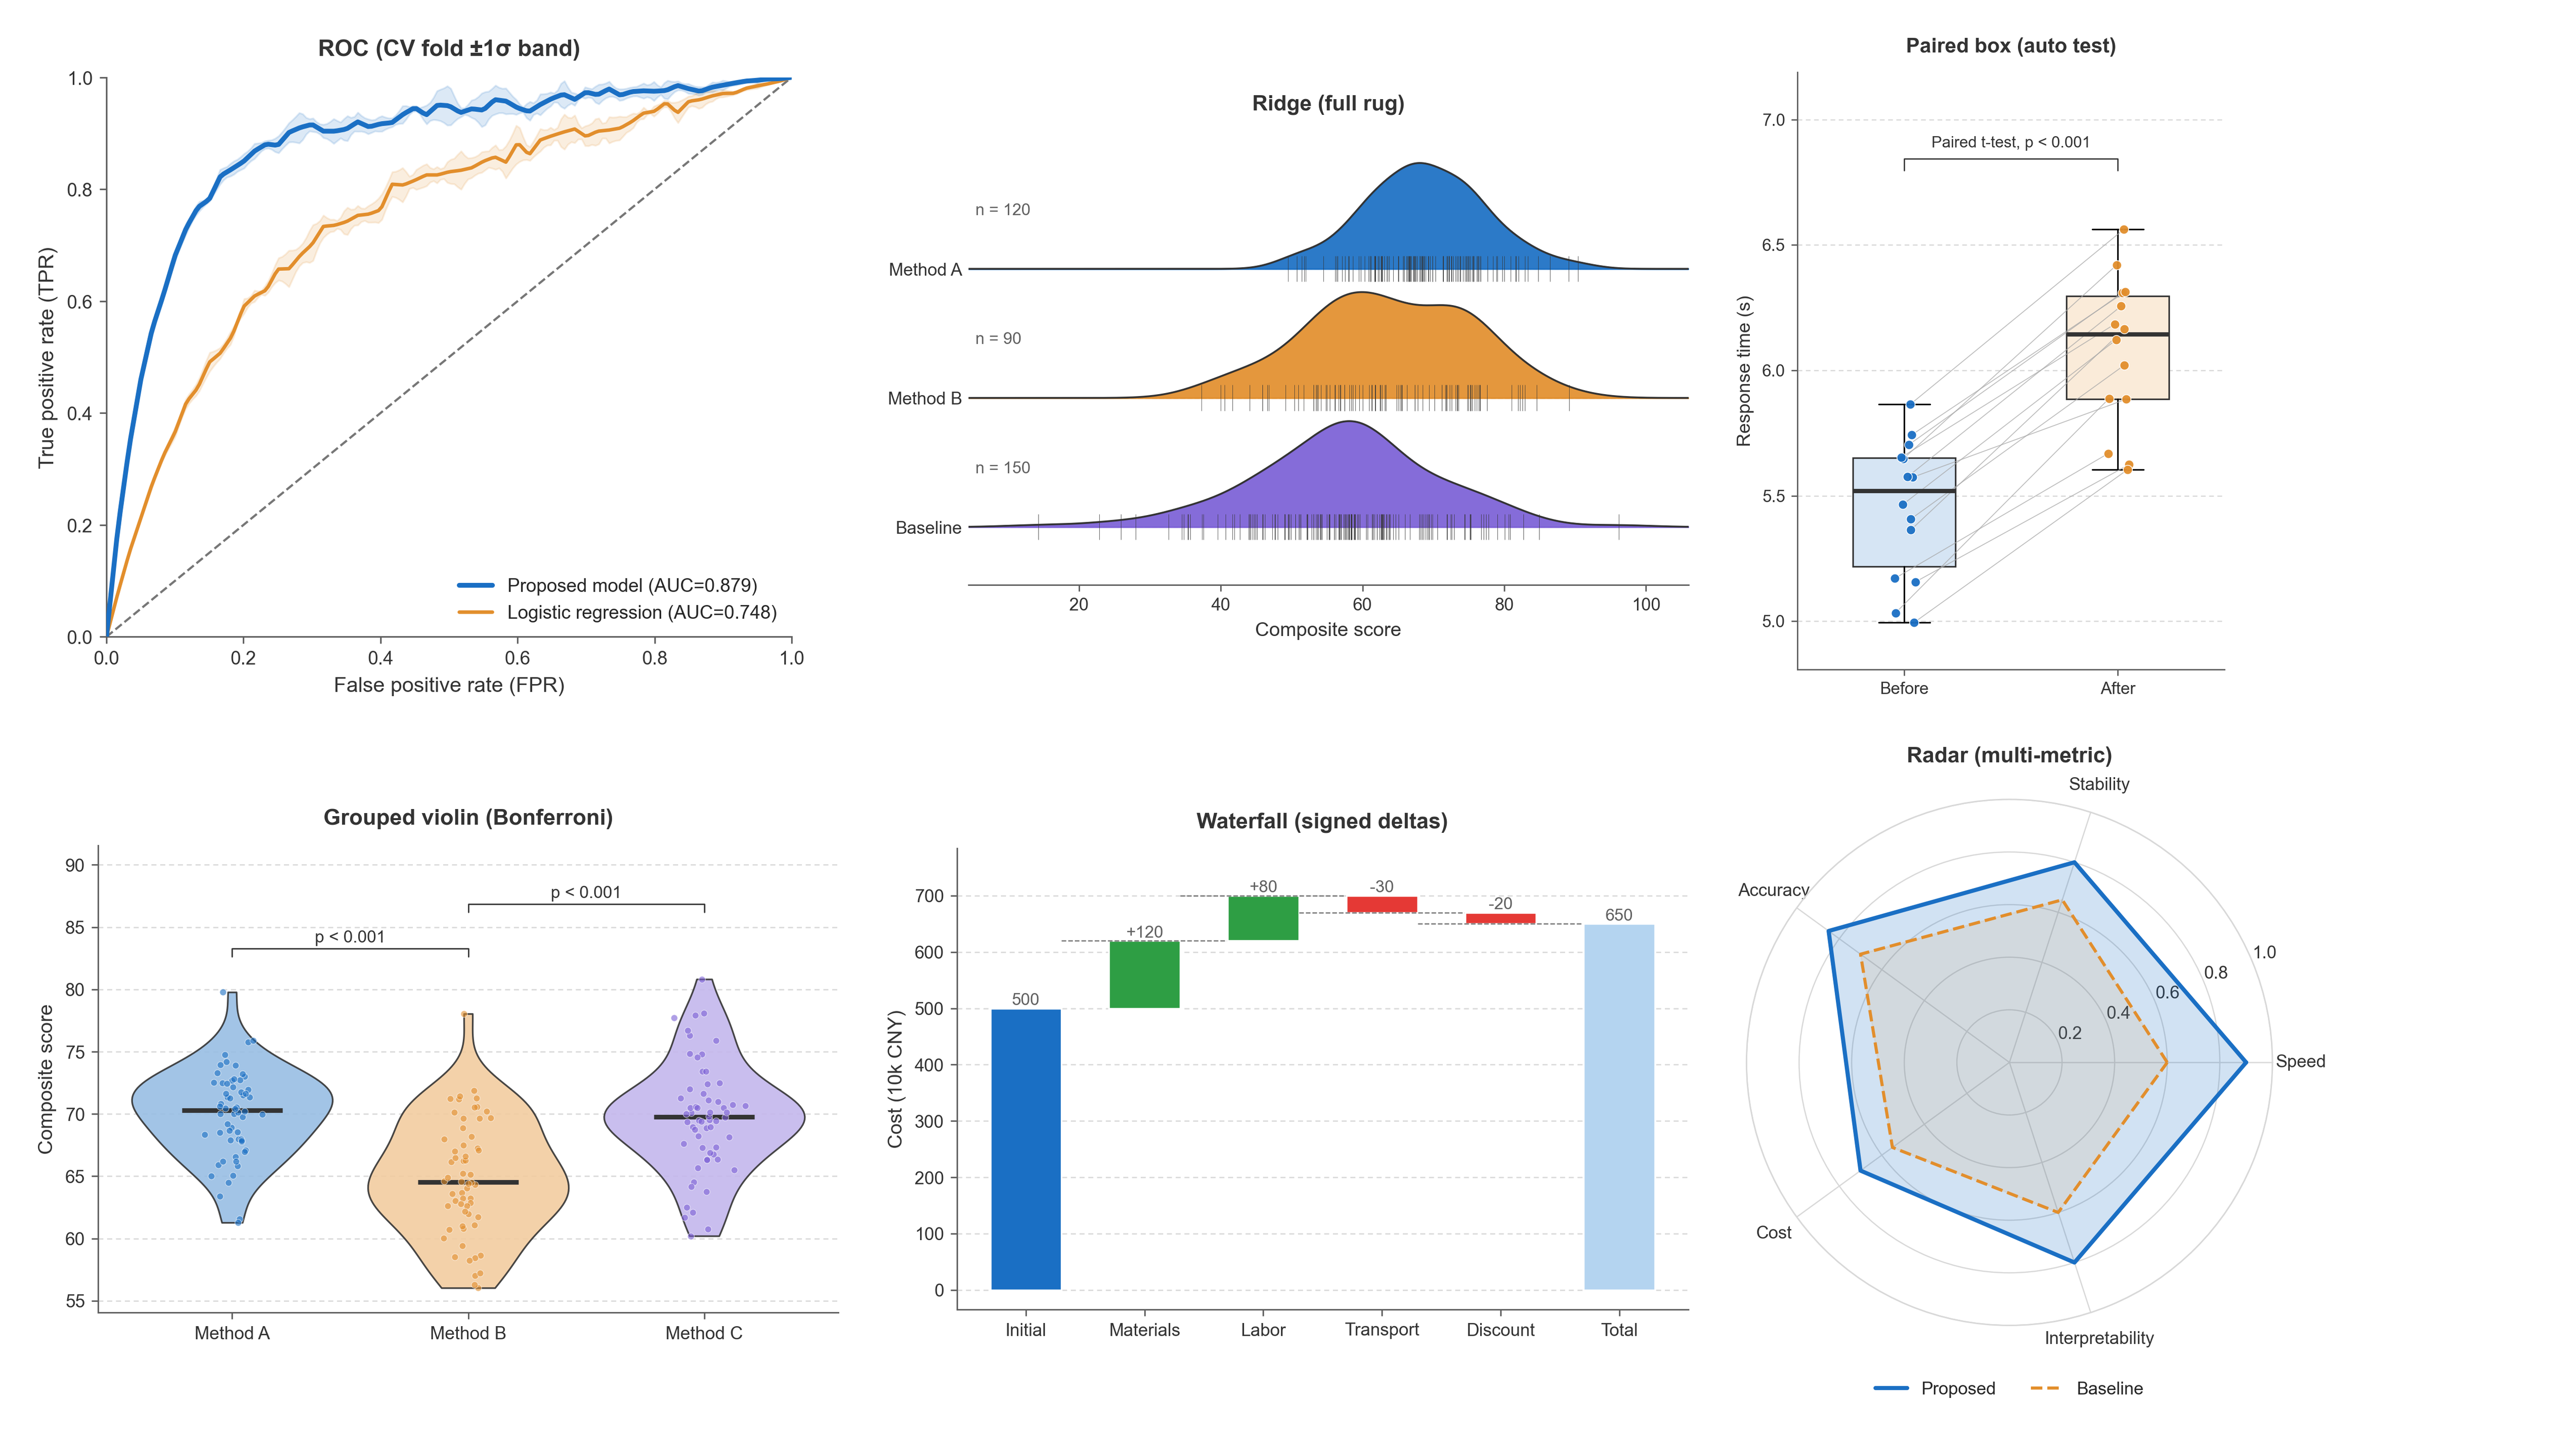 ROC (CV fold ±1σ band)
1.0
0.8
0.6
0.4
0.2
0.0
True positive rate (TPR)
Proposed model (AUC=0.879)
Logistic regression (AUC=0.748)
0.0 0.2 0.4 0.6 0.8 1.0
False positive rate (FPR)
Ridge (full rug)
n = 120
Method A
n = 90
Method B
n = 150
Baseline
20 40 60 80 100
Composite score
Paired box (auto test)
7.0
6.5
6.0
5.5
5.0
Response time (s)
Paired t-test, p < 0.001
Before After
Grouped violin (Bonferroni)
90
85
80
75
70
65
60
55
Composite score
p < 0.001
p < 0.001
Method A Method B Method C
Waterfall (signed deltas)
700
600
500
400
300
200
100
0
Cost (10k CNY)
500
+120
+80
-30
-20
650
Initial Materials Labor Transport Discount Total
Radar (multi-metric)
Stability
Accuracy
1.0
0.8
0.6
0.4
0.2
Speed
Cost
Interpretability
Proposed Baseline